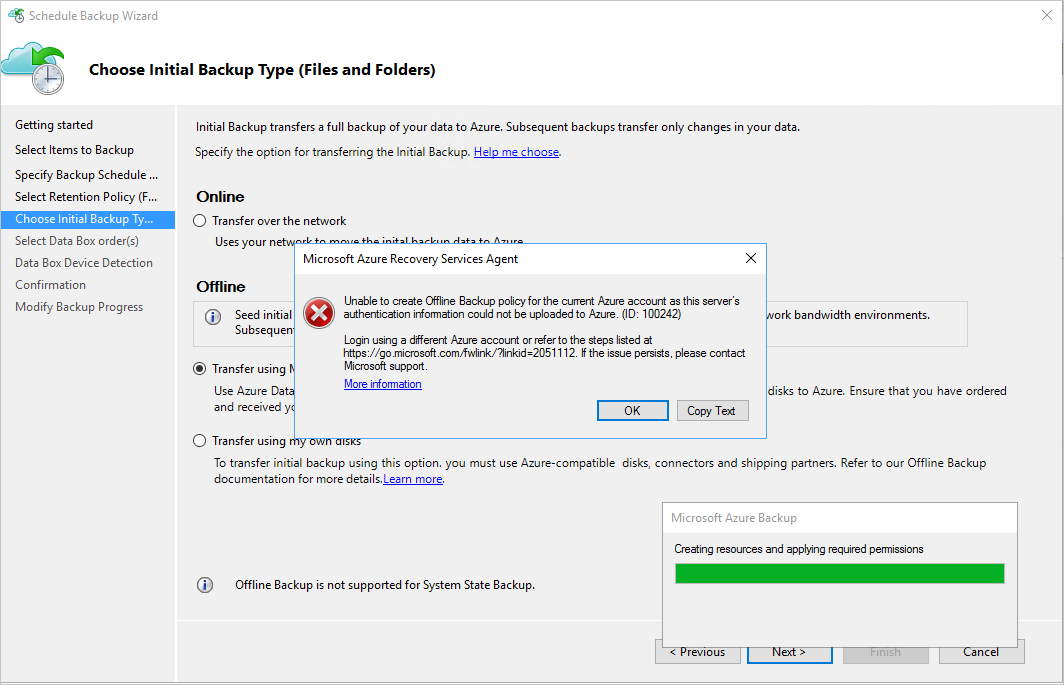 Schedule Backup Wizard
Choose Initial Backup Type (Files and Folders)
Getting started
Select Items to Backup
Specify Backup Schedule ...
Select Retention Policy (F...
Choose Initial Backup Ty...
Select Data Box order(s)
Data Box Device Detection
Confirmation
Modify Backup Progress
Initial Backup transfers a full backup of your data to Azure. Subsequent backups transfer only changes in your data.
Specify the option for transferring the Initial Backup. Help me choose.
Online
Transfer over the network
Uses your network to move the inital backup data to Azure
Offline
Seed initial
work bandwidth environments.
Subsequen
Transfer using M
Use Azure Data
disks to Azure. Ensure that you have ordered
and received yo
Transfer using my own disks
To transfer initial backup using this option. you must use Azure-compatible disks, connectors and shipping partners. Refer to our Offline Backup
documentation for more details.Learn more.
Offline Backup is not supported for System State Backup.
Microsoft Azure Recovery Services Agent
Unable to create Offline Backup policy for the current Azure account as this server's
authentication information could not be uploaded to Azure. (ID: 100242)
Login using a different Azure account or refer to the steps listed at
https://go.microsoft.com/fwlink/?linkid=2051112. If the issue persists, please contact
Microsoft support.
More information
OK
Copy Text
Microsoft Azure Backup
Creating resources and applying required permissions
< Previous
Next >
Finish
Cancel